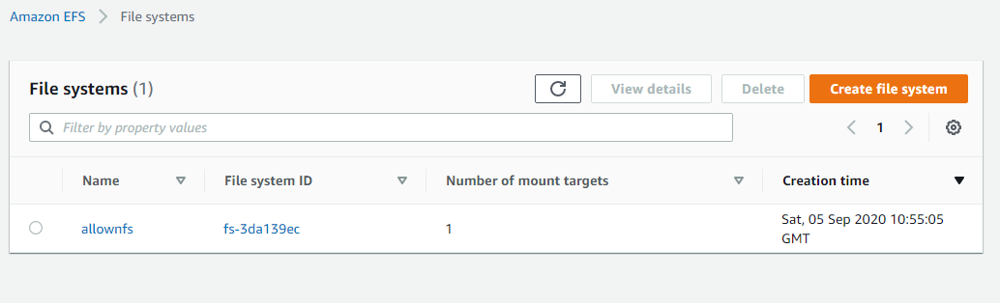 Amazon EFS > File systems
File systems (1)
View details
Delete
Create file system
Filter by property values
1
Name
File system ID
Number of mount targets
Creation time
allownfs
fs-3da139ec
1
Sat, 05 Sep 2020 10:55:05
GMT